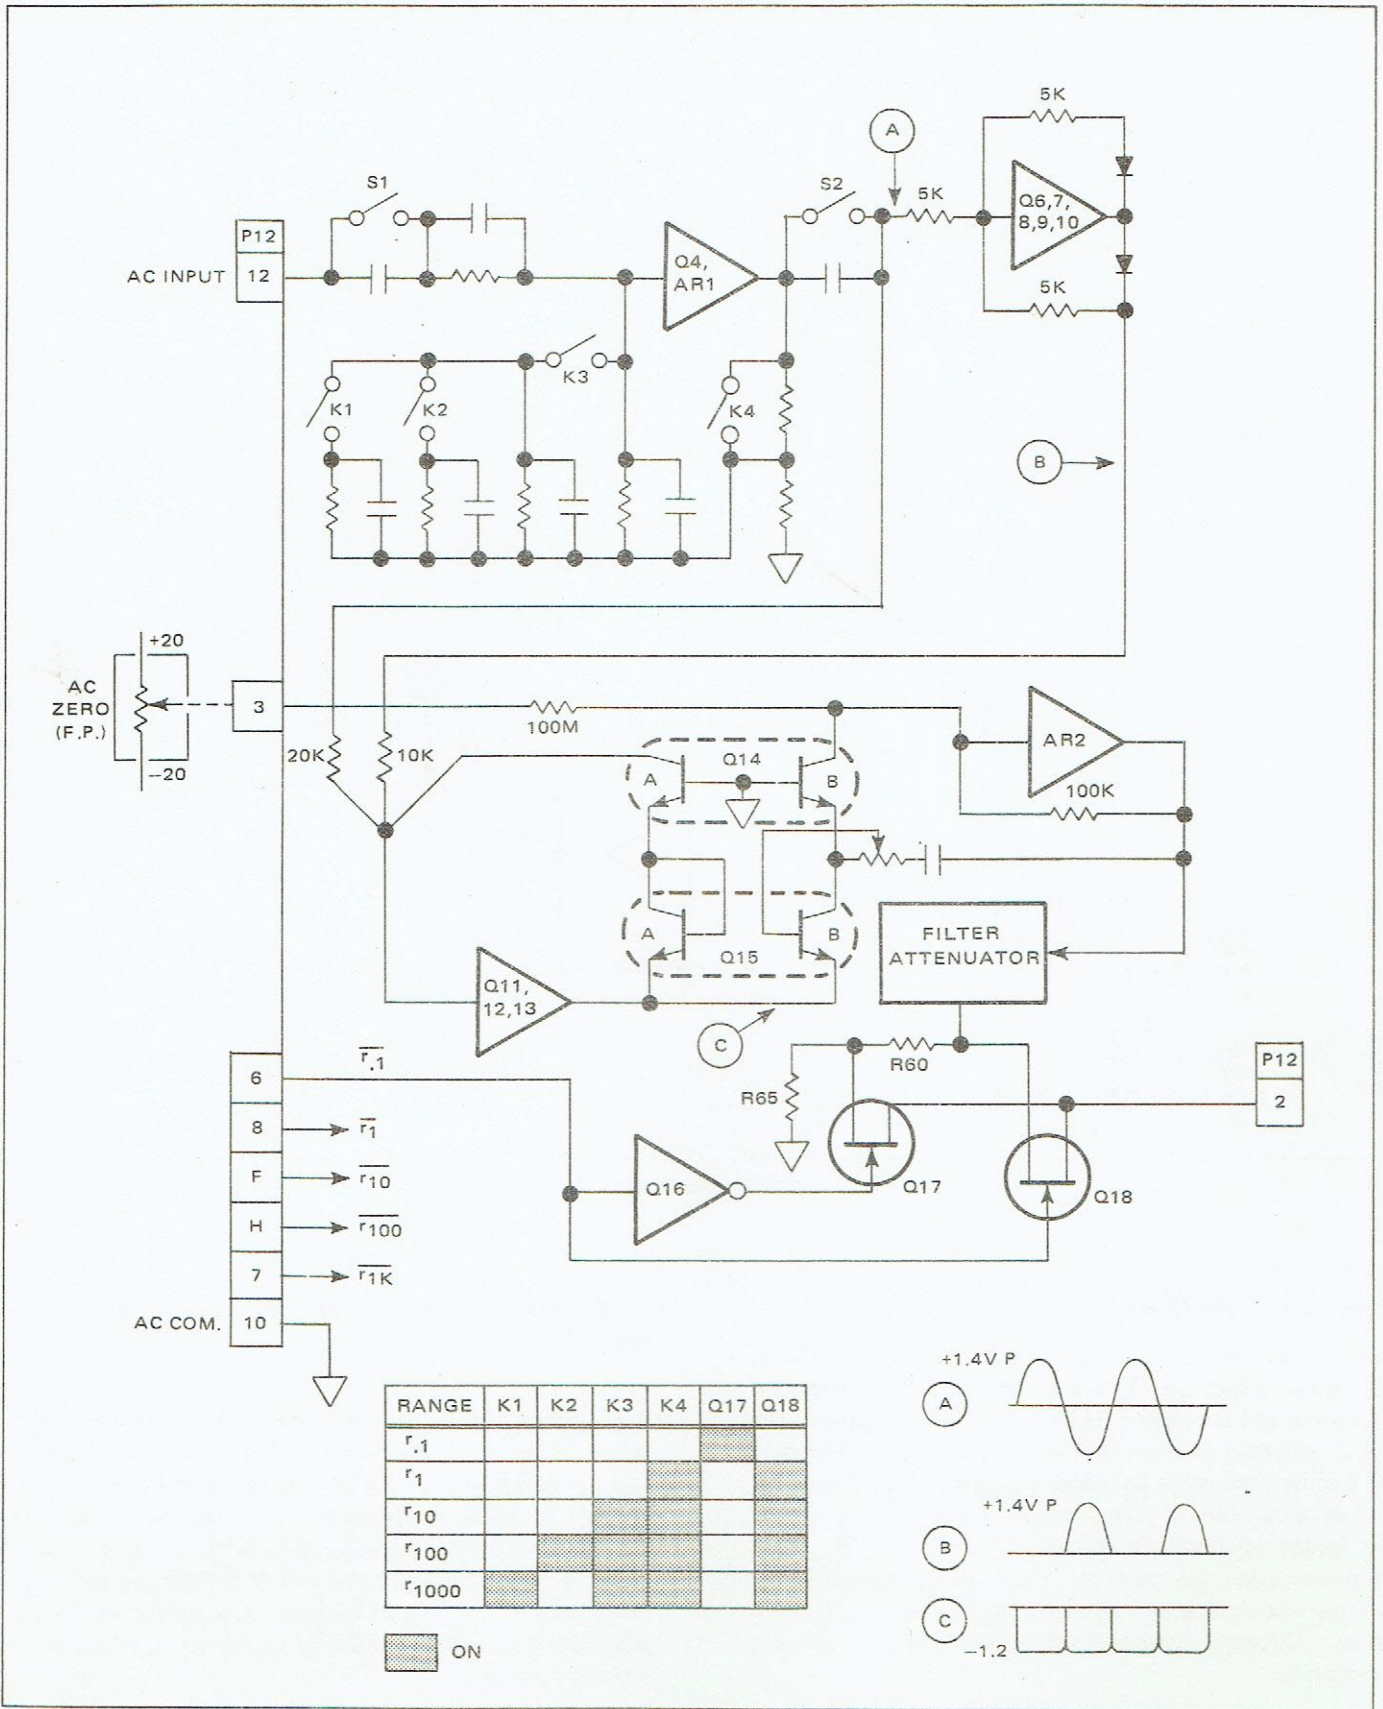 5K
A
S1
S2
5K
Q6,7,
8,9,10
P12
AC INPUT
12
Q4,
AR1
5K
K3
K1
K2
K4
B
+20
AC
ZERO
(F.P.)
3
--20
100M
20K
10K
Q14
A
B
AR2
100K
A
B
Q15
FILTER
ATTENUATOR
Q11,
12,13
C
R60
R65
6
r.1
8
r1
F
r10
H
r100
7
r1K
AC COM.
10
Q16
Q17
Q18
P12
2
RANGE K1 K2 K3 K4 Q17 Q18
r.1
r1
r10
r100
r1000
ON
+1.4V P
A
+1.4V P
B
C
-1.2